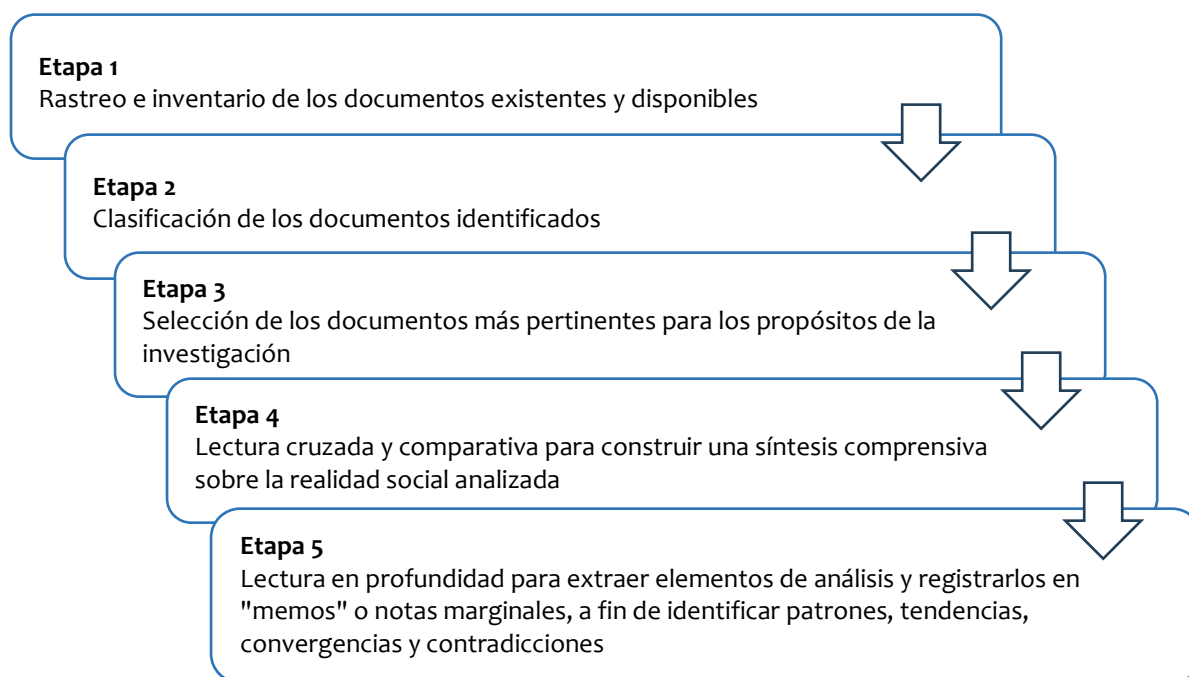 Etapa 1
Rastreo e inventario de los documentos existentes y disponibles
Etapa 2
Clasificación de los documentos identificados
Etapa 3
Selección de los documentos más pertinentes para los propósitos de la
investigación
Etapa 4
Lectura cruzada y comparativa para construir una síntesis comprensiva
sobre la realidad social analizada
Etapa 5
Lectura en profundidad para extraer elementos de análisis y registrarlos en
"memos" o notas marginales, a fin de identificar patrones, tendencias,
convergencias y contradicciones